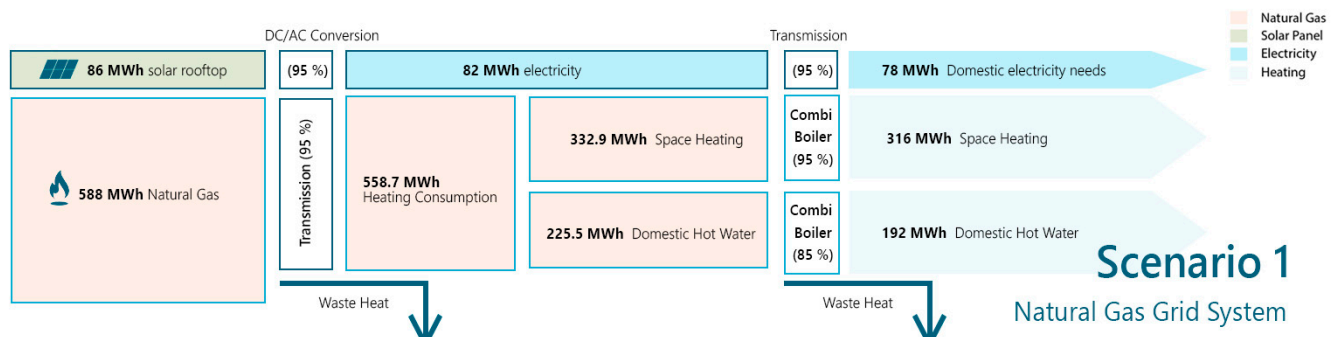 Natural Gas
Solar Panel
Electricity
Heating
DC/AC Conversion
Transmission
86 MWh solar rooftop
(95 %)
82 MWh electricity
(95 %)
78 MWh Domestic electricity needs
588 MWh Natural Gas
Transmission (95 %)
558.7 MWh
Heating Consumption
332.9 MWh Space Heating
Combi
Boiler
(95 %)
316 MWh Space Heating
225.5 MWh Domestic Hot Water
Combi
Boiler
(85 %)
192 MWh Domestic Hot Water
Waste Heat
Waste Heat
Scenario 1
Natural Gas Grid System